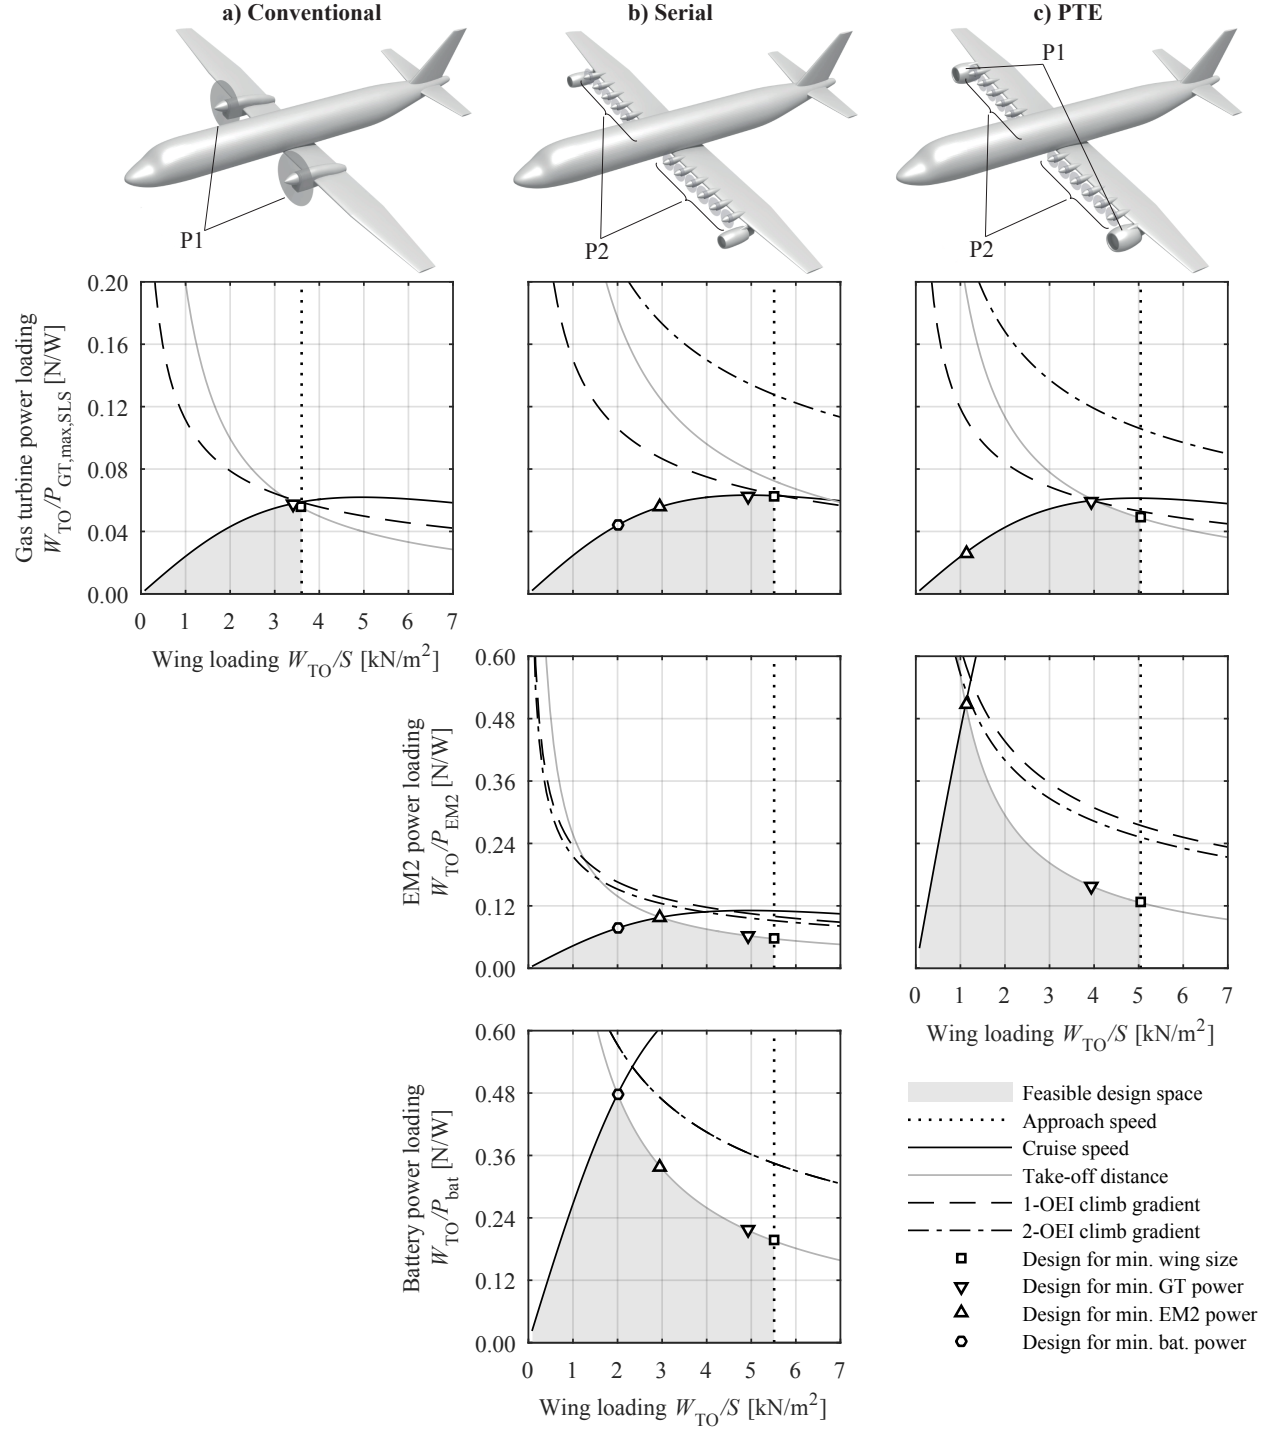 a) Conventional
b) Serial
c) PTE
P1
P2
P1
P2
Gas turbine power loading
W_TO/P_GT,max,SLS [N/W]
0.20
0.16
0.12
0.08
0.04
0.00
0 1 2 3 4 5 6 7
Wing loading W_TO/S [kN/m²]
EM2 power loading
W_TO/P_EM2 [N/W]
0.60
0.48
0.36
0.24
0.12
0.00
0 1 2 3 4 5 6 7
Wing loading W_TO/S [kN/m²]
Battery power loading
W_TO/P_bat [N/W]
0.60
0.48
0.36
0.24
0.12
0.00
0 1 2 3 4 5 6 7
Wing loading W_TO/S [kN/m²]
Feasible design space
Approach speed
Cruise speed
Take-off distance
1-OEI climb gradient
2-OEI climb gradient
Design for min. wing size
Design for min. GT power
Design for min. EM2 power
Design for min. bat. power